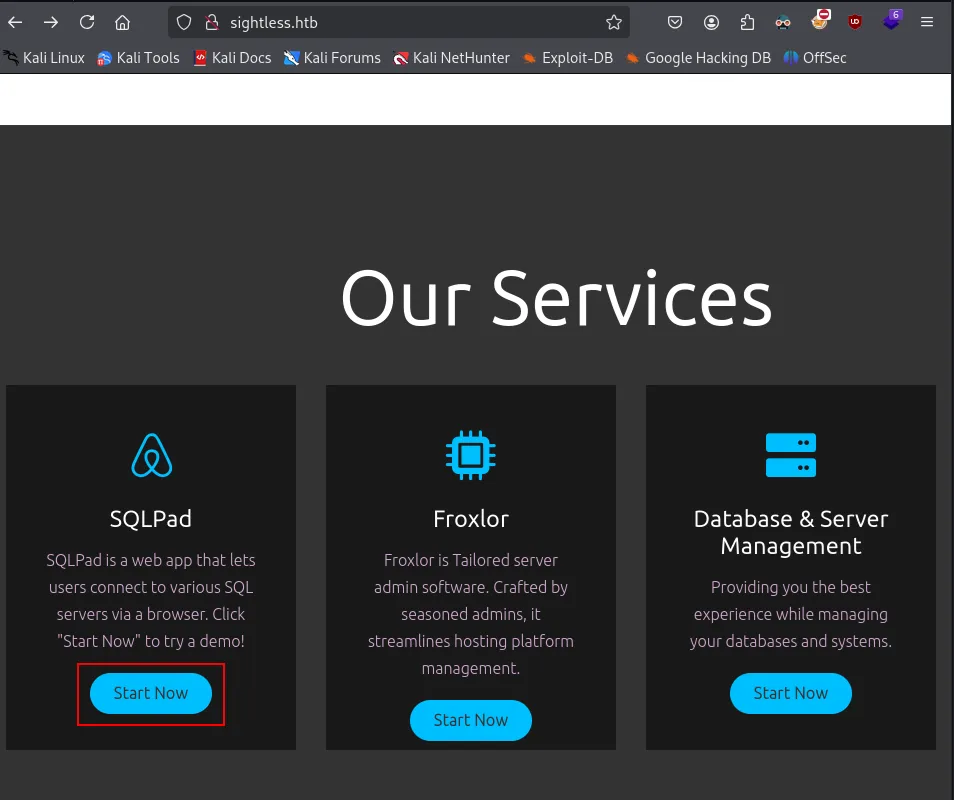 sightless.htb
6
Kali Linux Kali Tools Kali Docs Kali Forums Kali NetHunter Exploit-DB Google Hacking DB OffSec
Our Services
SQLPad
SQLPad is a web app that lets
users connect to various SQL
servers via a browser. Click
"Start Now" to try a demo!
Start Now
Froxlor
Froxlor is Tailored server
admin software. Crafted by
seasoned admins, it
streamlines hosting platform
management.
Start Now
Database & Server
Management
Providing you the best
experience while managing
your databases and systems.
Start Now